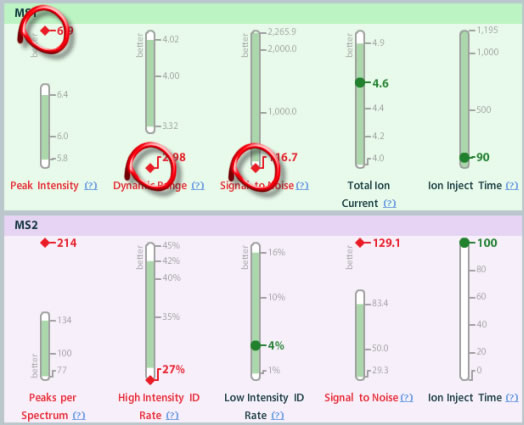 MS1
better
6.9
6.4
6.0
5.8
Peak Intensity (?)
better
4.02
4.00
3.32
2.98
Dynamic Range (?)
better
2,265.9
2,000.0
1,000.0
Signal to Noise (?)
better
4.9
4.6
4.4
4.2
4.0
Total Ion
Current (?)
1,195
1,000
500
90
Ion Inject Time (?)
MS2
214
134
100
77
better
Peaks per
Spectrum (?)
better
45%
42%
40%
35%
27%
High Intensity ID
Rate (?)
better
16%
10%
4%
1%
Low Intensity ID
Rate (?)
better
129.1
83.4
50.0
29.3
Signal to Noise (?)
100
80
60
40
20
0
Ion Inject Time (?)